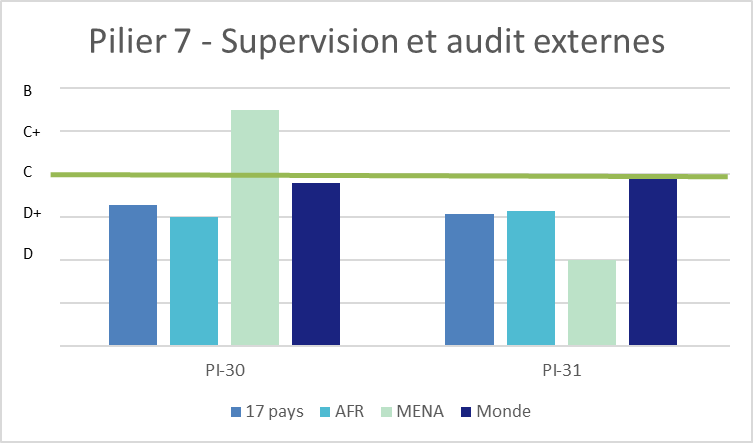 Pilier 7 - Supervision et audit externes
B
C+
C
D+
D
PI-30 PI-31
17 pays AFR MENA Monde